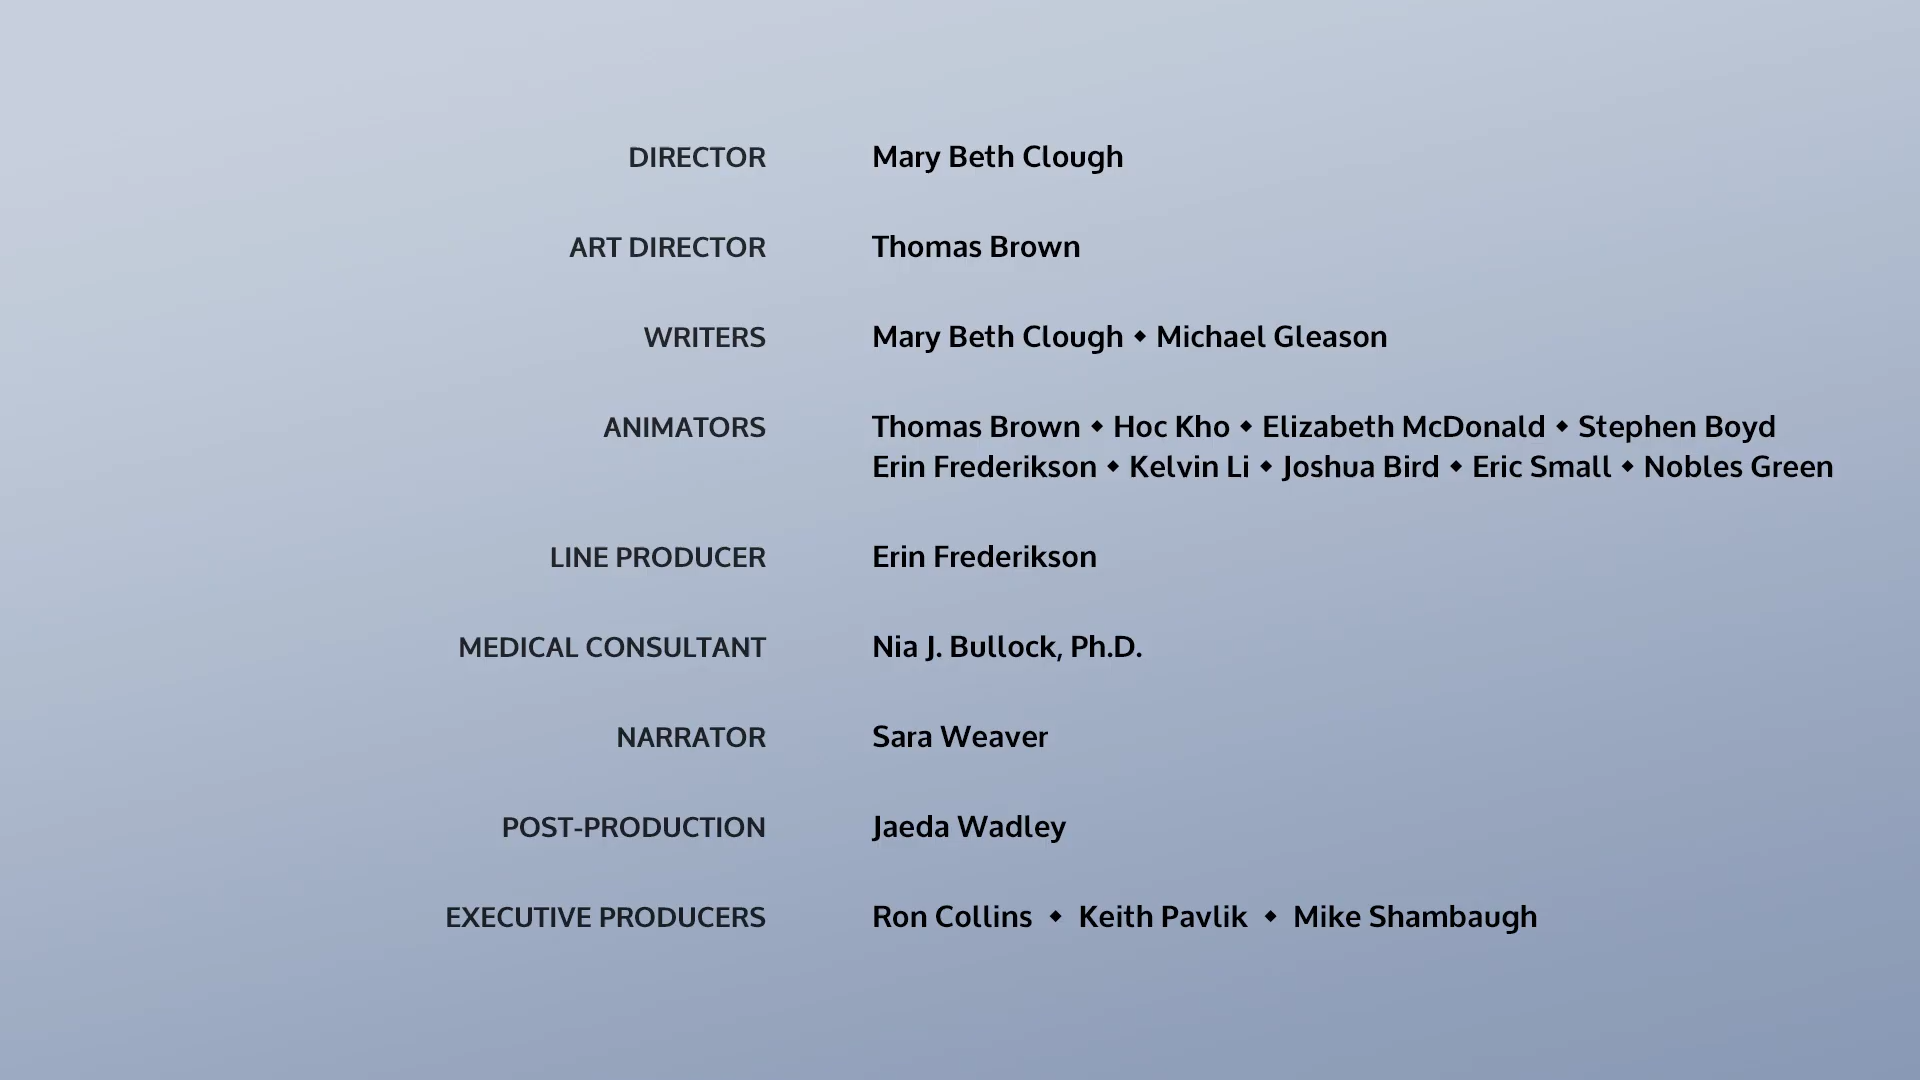 DIRECTOR Mary Beth Clough
ART DIRECTOR Thomas Brown
WRITERS Mary Beth Clough ⬥ Michael Gleason
ANIMATORS Thomas Brown ⬥ Hoc Kho ⬥ Elizabeth McDonald ⬥ Stephen Boyd
Erin Frederikson ⬥ Kelvin Li ⬥ Joshua Bird ⬥ Eric Small ⬥ Nobles Green
LINE PRODUCER Erin Frederikson
MEDICAL CONSULTANT Nia J. Bullock, Ph.D.
NARRATOR Sara Weaver
POST-PRODUCTION Jaeda Wadley
EXECUTIVE PRODUCERS Ron Collins ⬥ Keith Pavlik ⬥ Mike Shambaugh